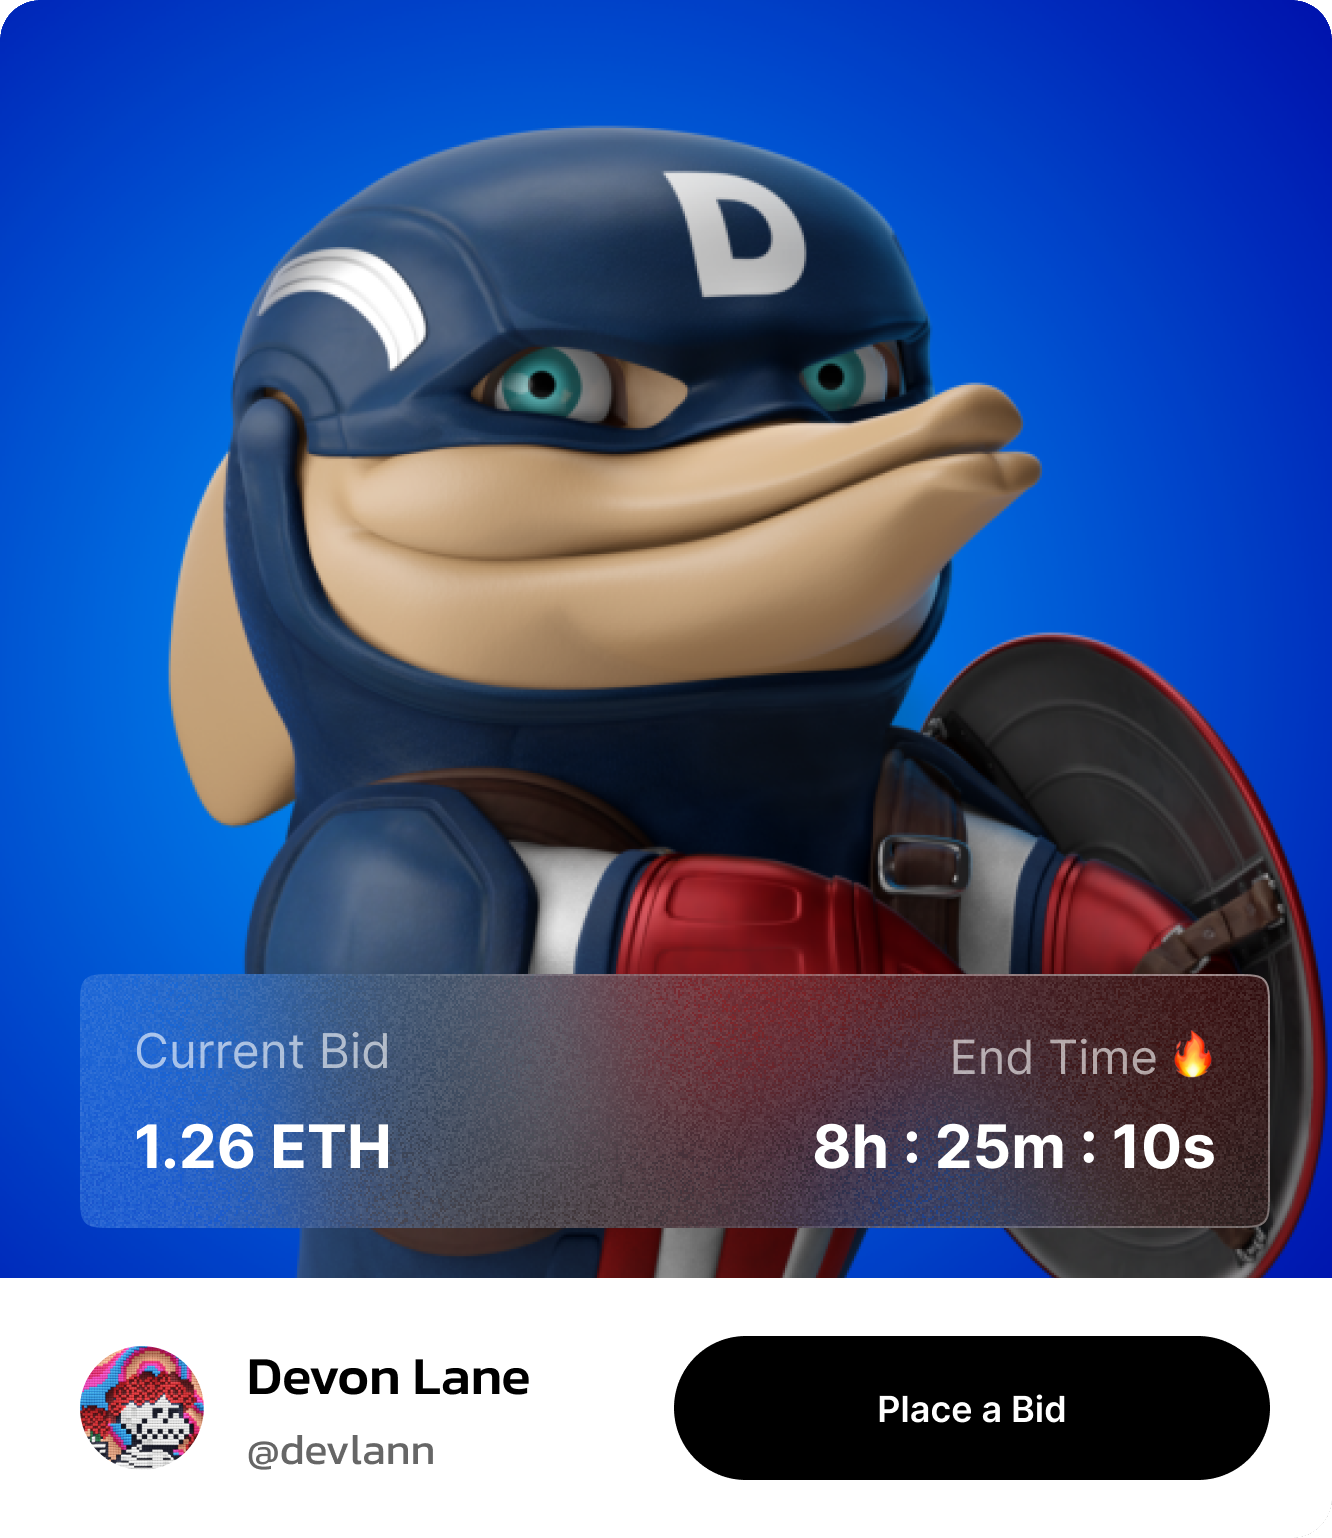 D
Current Bid
End Time 🔥
1.26 ETH
8h : 25m : 10s
Devon Lane
@devlann
Place a Bid